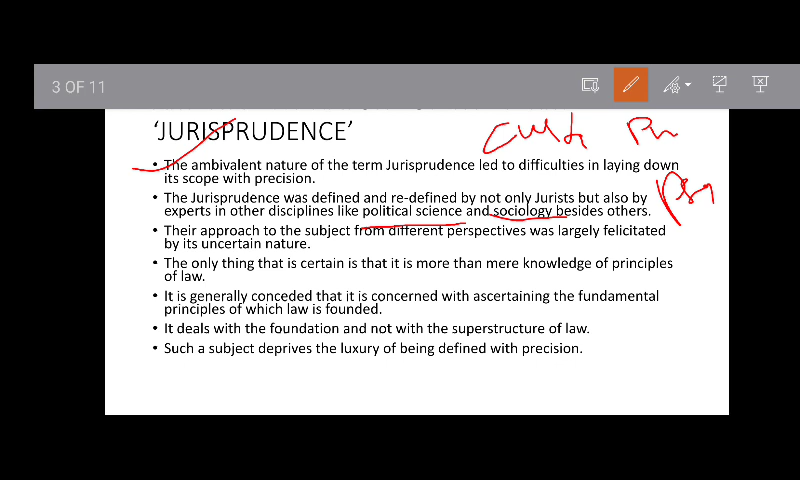 3 OF 11
'JURISPRUDENCE'
• The ambivalent nature of the term Jurisprudence led to difficulties in laying down
its scope with precision.
• The Jurisprudence was defined and re-defined by not only Jurists but also by
experts in other disciplines like political science and sociology besides others.
• Their approach to the subject from different perspectives was largely felicitated
by its uncertain nature.
• The only thing that is certain is that it is more than mere knowledge of principles
of law.
• It is generally conceded that it is concerned with ascertaining the fundamental
principles of which law is founded.
• It deals with the foundation and not with the superstructure of law.
• Such a subject deprives the luxury of being defined with precision.